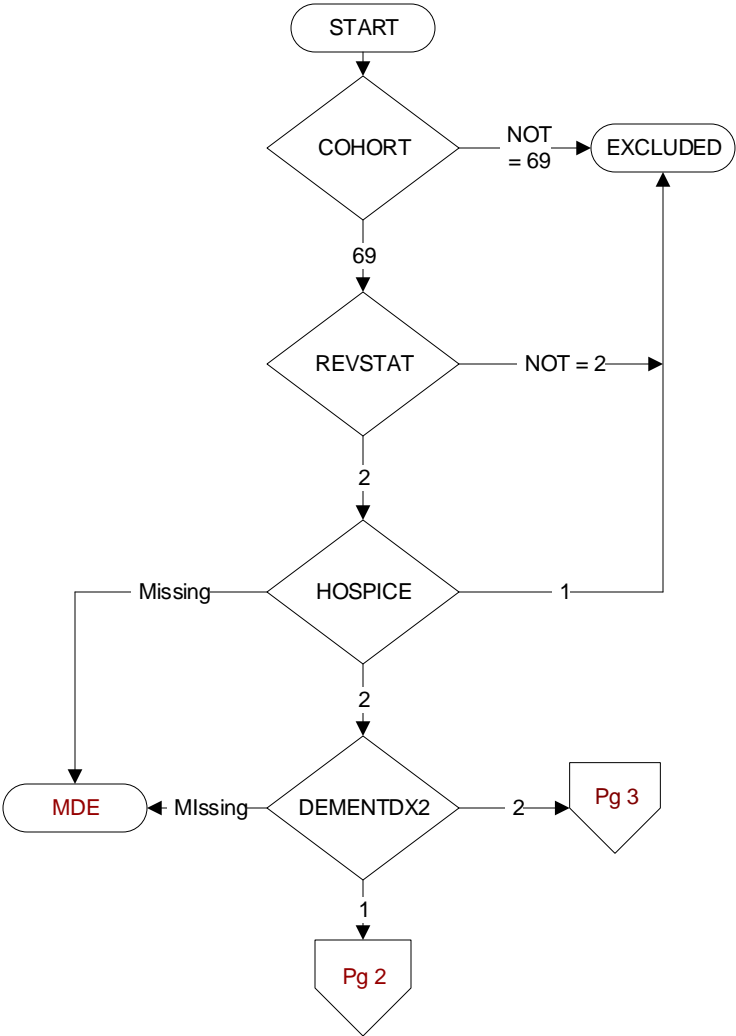 START
COHORT
NOT
= 69
EXCLUDED
69
REVSTAT
NOT = 2
2
Missing
HOSPICE
1
2
MDE
MIssing
DEMENTDX2
2
Pg 3
1
Pg 2